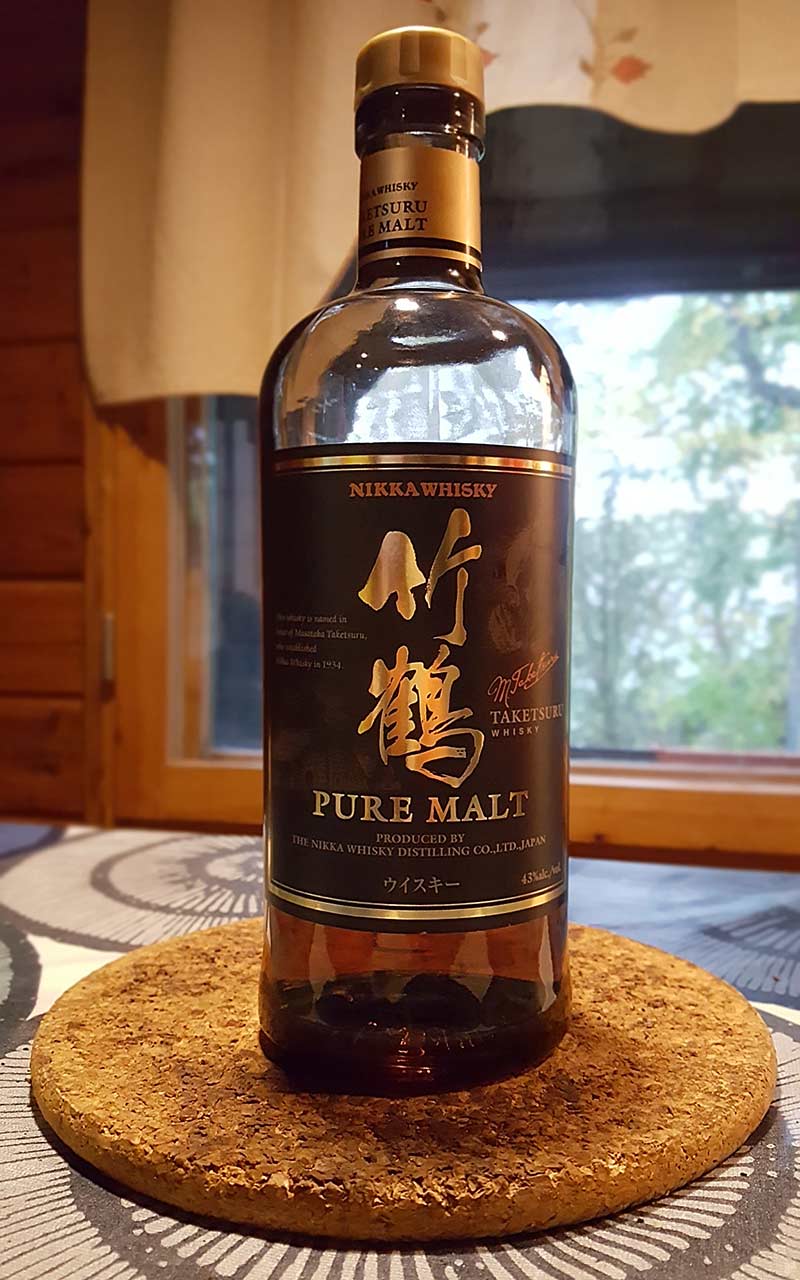 NIKKA WHISKY
TAKETSURU
PURE MALT
NIKKA WHISKY
竹鶴
This whisky is named in
honor of Masataka Taketsuru,
who established
Nikka Whisky in 1934.
M.Taketsuru
TAKETSURU
WHISKY
PURE MALT
PRODUCED BY
THE NIKKA WHISKY DISTILLING CO.,LTD.,JAPAN
ウイスキー
43%alc./vol.